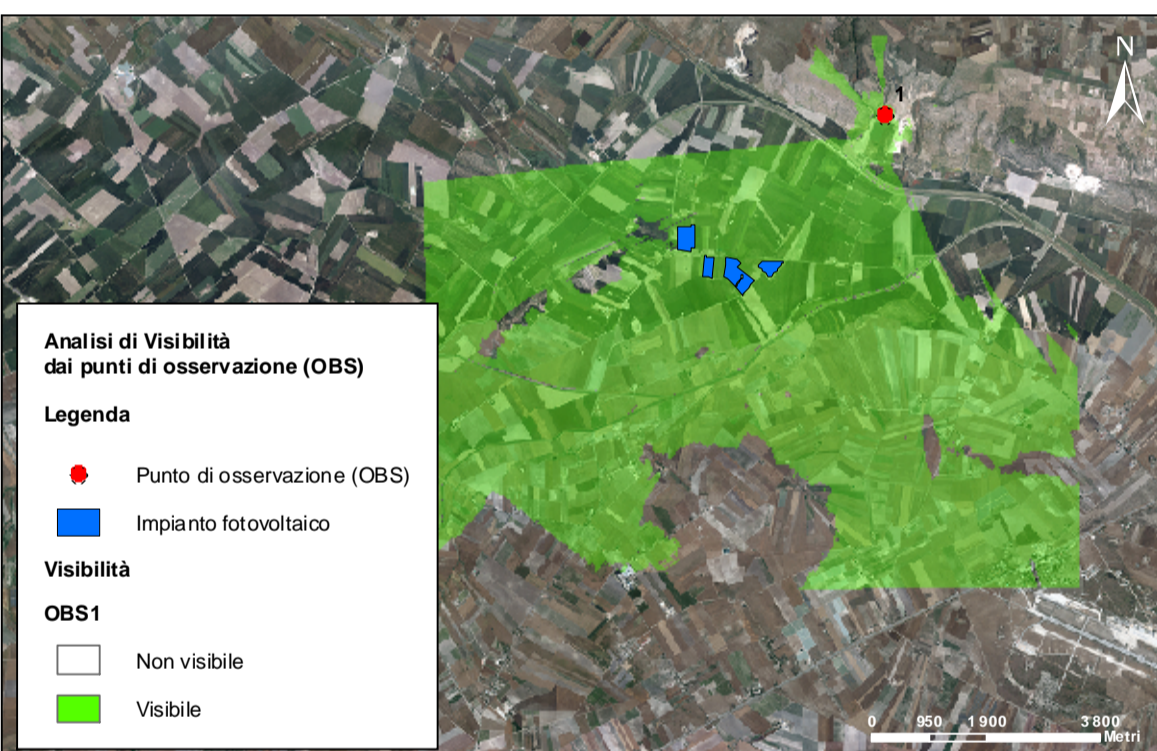 N
1
Analisi di Visibilità
dai punti di osservazione (OBS)
Legenda
Punto di osservazione (OBS)
Impianto fotovoltaico
Visibilità
OBS1
Non visibile
Visibile
0 950 1 900 3 800
Metri